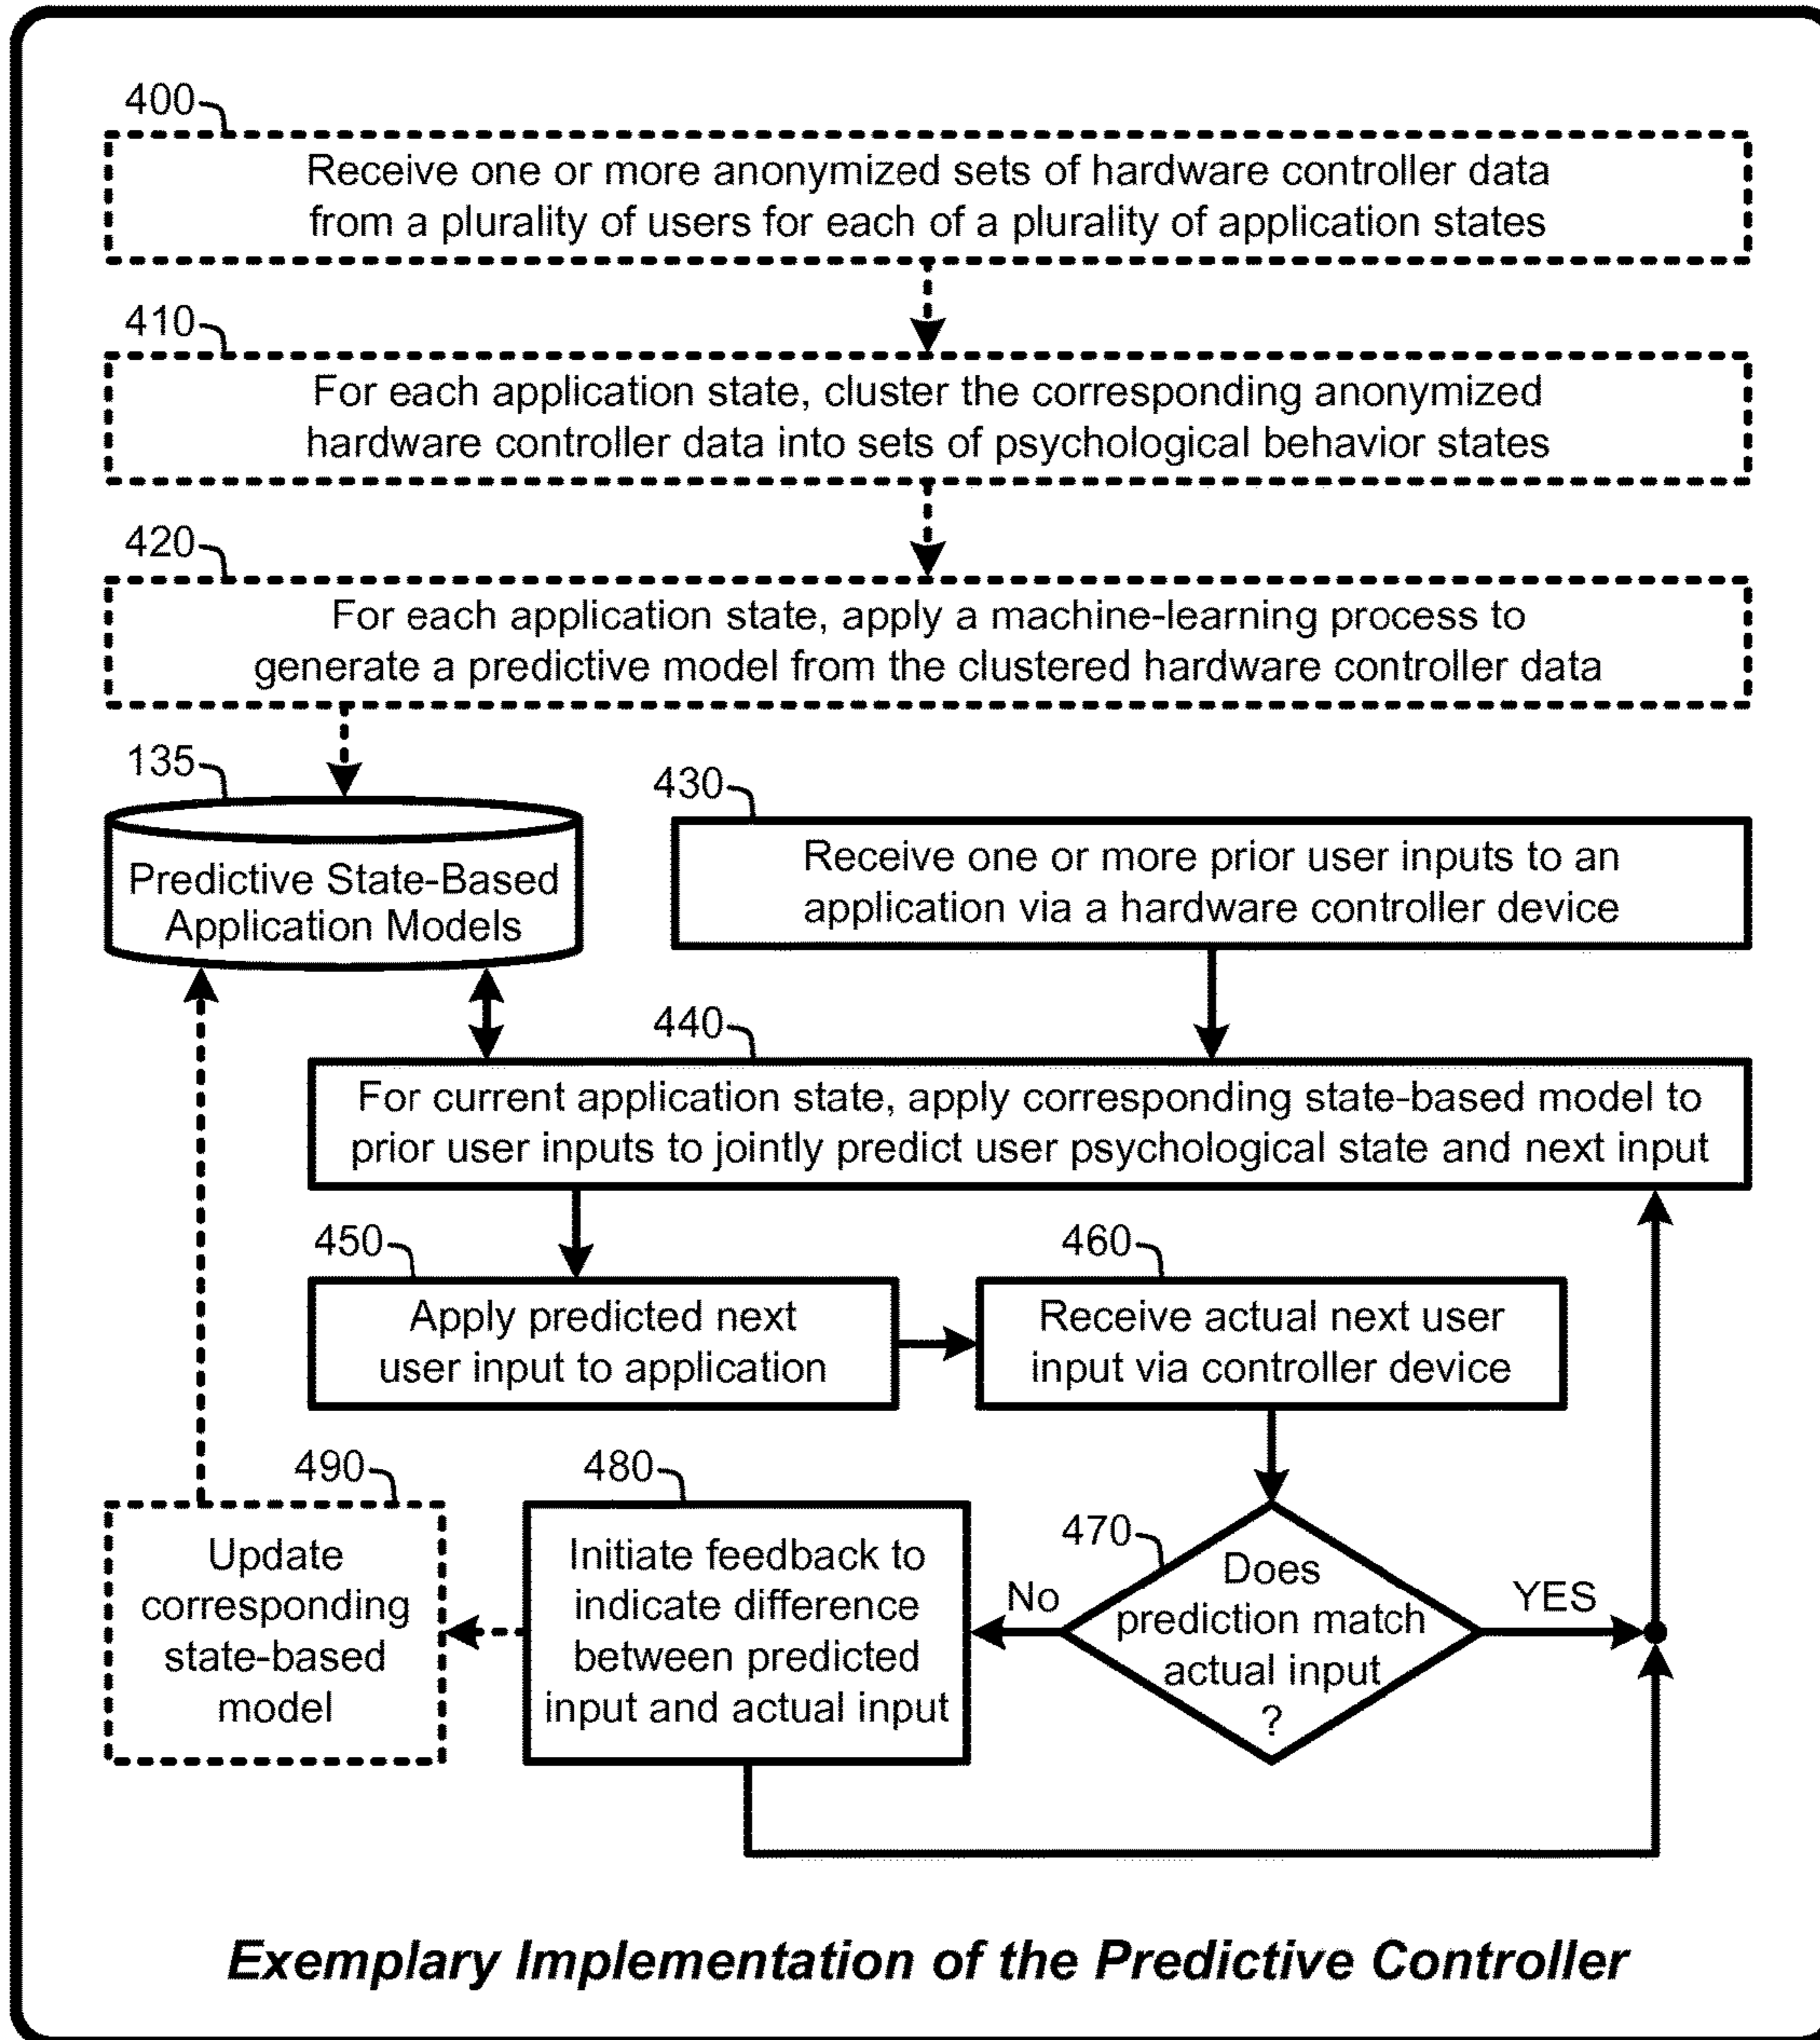 400
Receive one or more anonymized sets of hardware controller data
from a plurality of users for each of a plurality of application states
410
For each application state, cluster the corresponding anonymized
hardware controller data into sets of psychological behavior states
420
For each application state, apply a machine-learning process to
generate a predictive model from the clustered hardware controller data
135
Predictive State-Based
Application Models
430
Receive one or more prior user inputs to an
application via a hardware controller device
440
For current application state, apply corresponding state-based model to
prior user inputs to jointly predict user psychological state and next input
450
Apply predicted next
user input to application
460
Receive actual next user
input via controller device
470
Does
prediction match
actual input
?
No
YES
480
Initiate feedback to
indicate difference
between predicted
input and actual input
490
Update
corresponding
state-based
model
Exemplary Implementation of the Predictive Controller